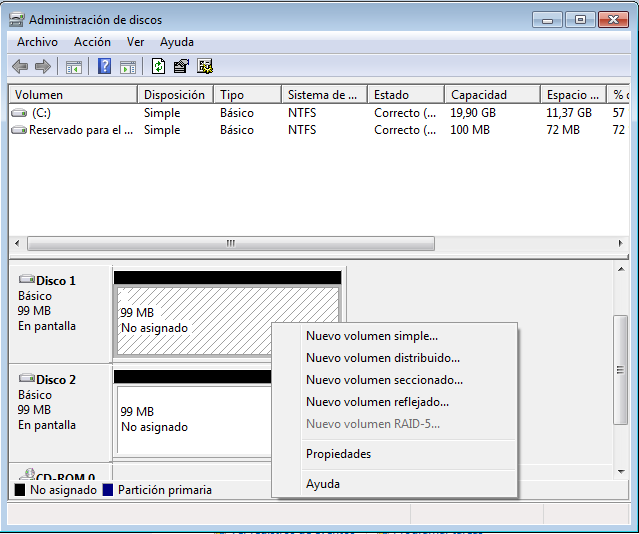 Administración de discos
Archivo Acción Ver Ayuda
Volumen Disposición Tipo Sistema de ... Estado Capacidad Espacio ... % d
(C:) Simple Básico NTFS Correcto (... 19,90 GB 11,37 GB 57
Reservado para el ... Simple Básico NTFS Correcto (... 100 MB 72 MB 72
Disco 1
Básico
99 MB
En pantalla
99 MB
No asignado
Disco 2
Básico
99 MB
En pantalla
99 MB
No asignado
CD-ROM 0
Nuevo volumen simple...
Nuevo volumen distribuido...
Nuevo volumen seccionado...
Nuevo volumen reflejado...
Nuevo volumen RAID-5...
Propiedades
Ayuda
No asignado Partición primaria